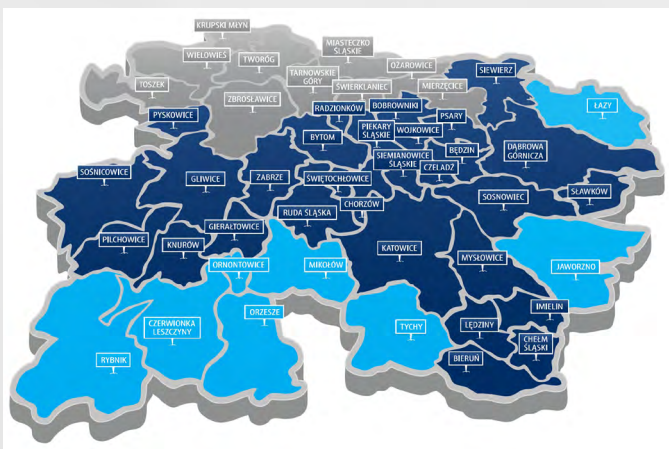 KRUPSKI MŁYN
WIELOWIEŚ
TWORÓG
MIASTECZKO
ŚLĄSKIE
OŻAROWICE
SIEWIERZ
TOSZEK
TARNOWSKIE
GÓRY
ŚWIERKLANIEC
MIERZĘCICE
ZBROSŁAWICE
ŁAZY
PYSKOWICE
RADZIONKÓW
BOBROWNIKI
PSARY
BYTOM
PIEKARY
ŚLĄSKIE
WOJKOWICE
BĘDZIN
DĄBROWA
GÓRNICZA
SIEMIANOWICE
ŚLĄSKIE
CZELADŹ
SOŚNICOWICE
GLIWICE
ZABRZE
ŚWIĘTOCHŁOWICE
SOSNOWIEC
SŁAWKÓW
RUDA ŚLĄSKA
CHORZÓW
GIERAŁTOWICE
PILCHOWICE
KNURÓW
KATOWICE
MYSŁOWICE
ORNONTOWICE
MIKOŁÓW
JAWORZNO
IMIELIN
CZERWIONKA
LESZCZYNY
ORZESZE
TYCHY
LĘDZINY
CHEŁM
ŚLĄSKI
RYBNIK
BIERUŃ